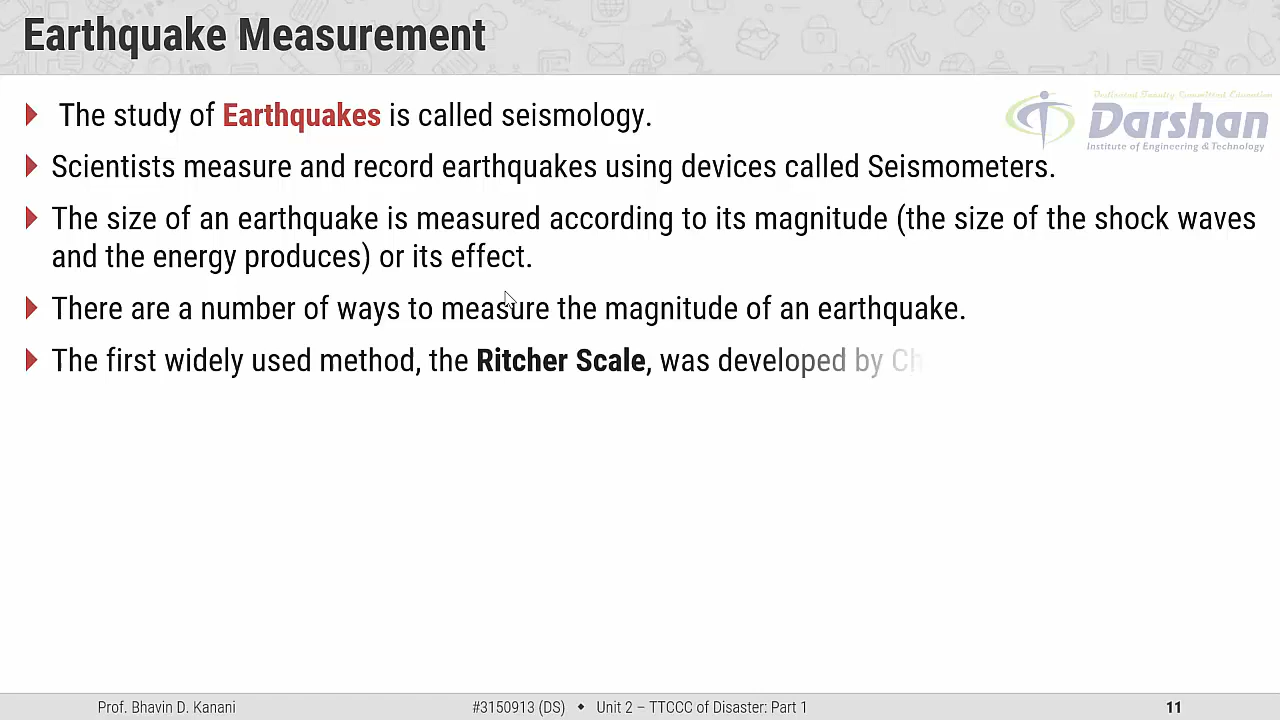 Earthquake Measurement
The study of Earthquakes is called seismology.
Dedicated Faculty Committed Education
Darshan
Institute of Engineering & Technology
Scientists measure and record earthquakes using devices called Seismometers.
The size of an earthquake is measured according to its magnitude (the size of the shock waves
and the energy produces) or its effect.
There are a number of ways to measure the magnitude of an earthquake.
The first widely used method, the Ritcher Scale, was developed by Ch
Prof. Bhavin D. Kanani
#3150913 (DS) ◆ Unit 2 – TTCCC of Disaster: Part 1
11